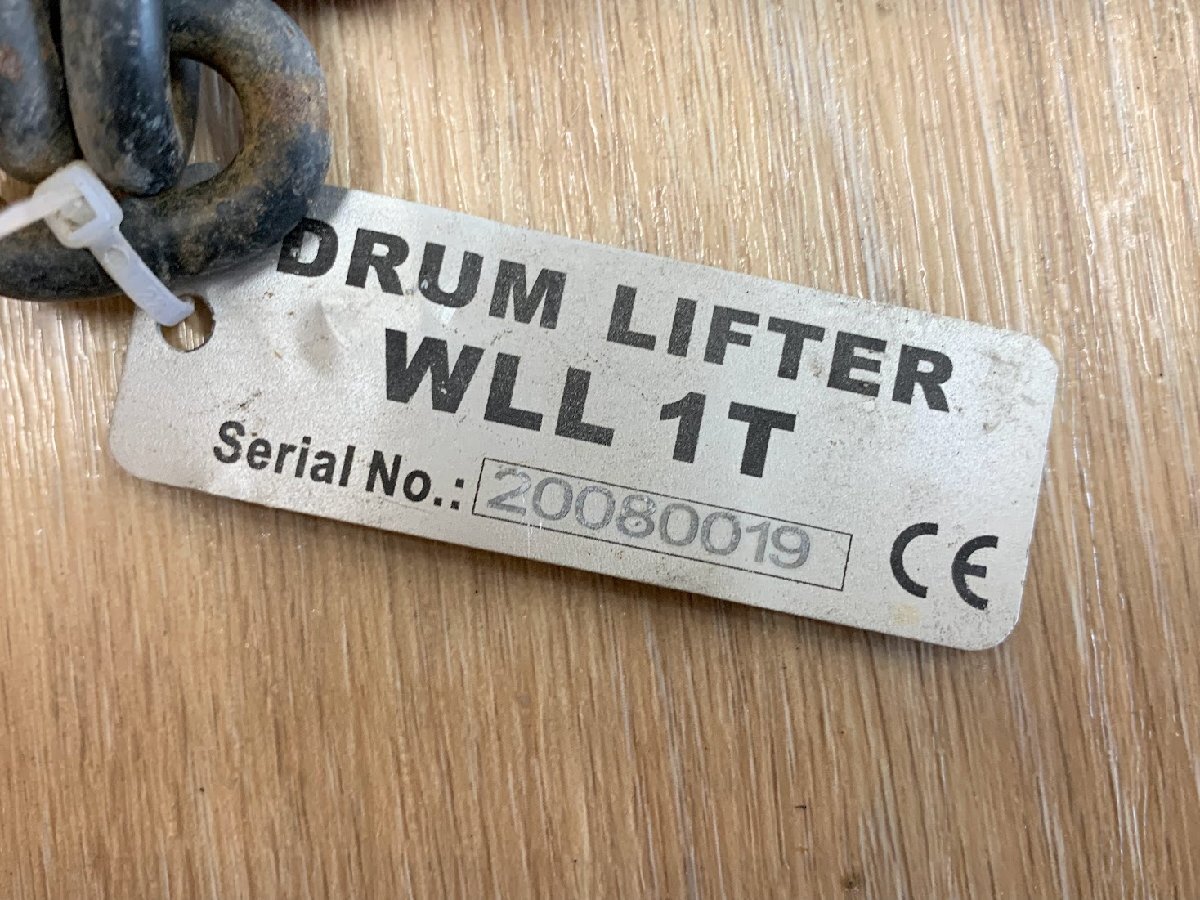 DRUM LIFTER
WLL 1T
Serial No.: 20080019
CE